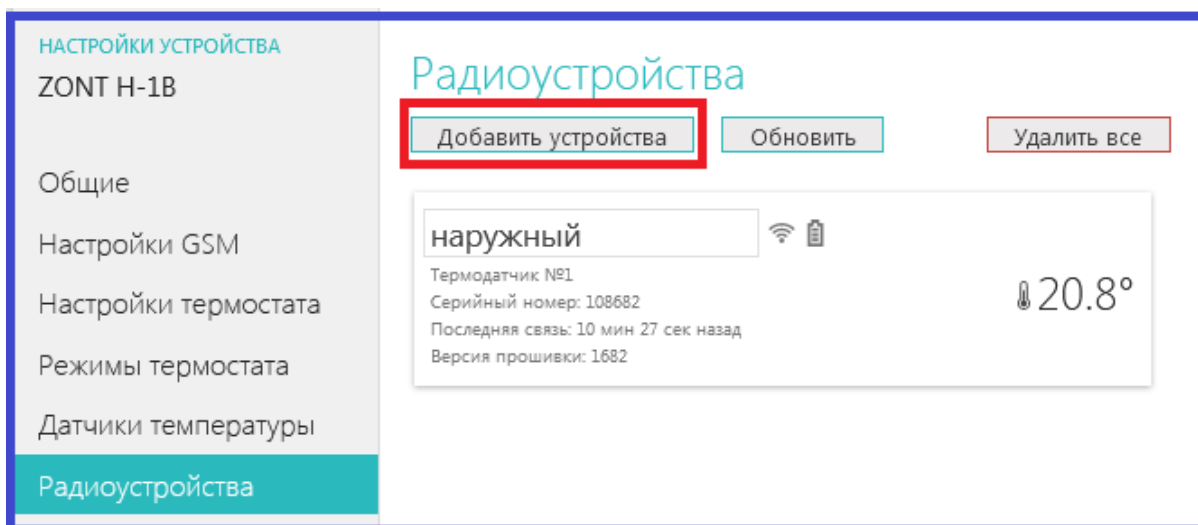 НАСТРОЙКИ УСТРОЙСТВА
ZONT H-1B
Общие
Настройки GSM
Настройки термостата
Режимы термостата
Датчики температуры
Радиоустройства
Радиоустройства
Добавить устройства
Обновить
Удалить все
наружный
Термодатчик №1
Серийный номер: 108682
Последняя связь: 10 мин 27 сек назад
Версия прошивки: 1682
20.8°